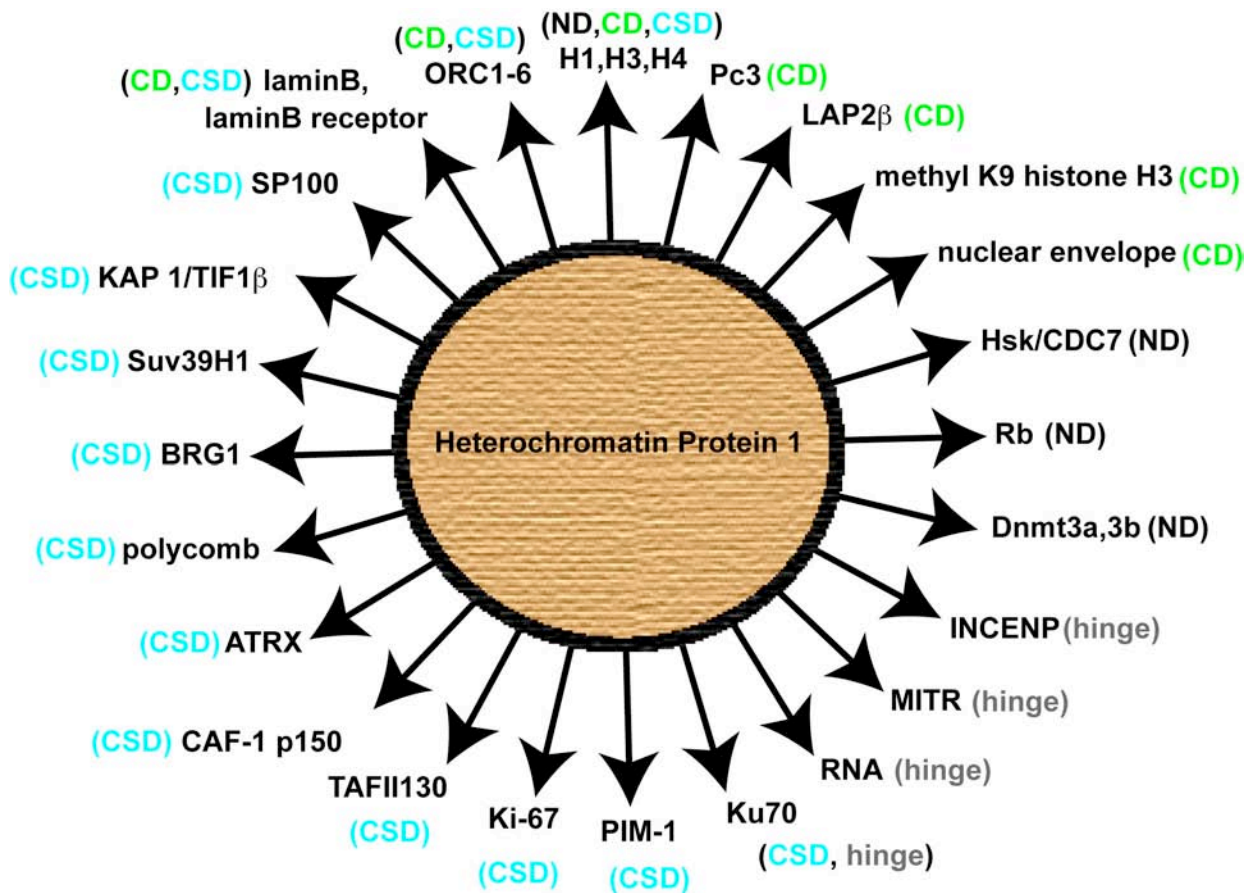 (ND,CD,CSD)
H1,H3,H4
Pc3 (CD)
LAP2β (CD)
methyl K9 histone H3 (CD)
nuclear envelope (CD)
Hsk/CDC7 (ND)
Rb (ND)
Dnmt3a,3b (ND)
INCENP (hinge)
MITR (hinge)
RNA (hinge)
Ku70
(CSD, hinge)
PIM-1
(CSD)
Ki-67
(CSD)
TAFII130
(CSD)
(CSD) CAF-1 p150
(CSD) ATRX
(CSD) polycomb
(CSD) BRG1
(CSD) Suv39H1
(CSD) KAP 1/TIF1β
(CSD) SP100
(CD,CSD) laminB,
laminB receptor
(CD,CSD)
ORC1-6
Heterochromatin Protein 1